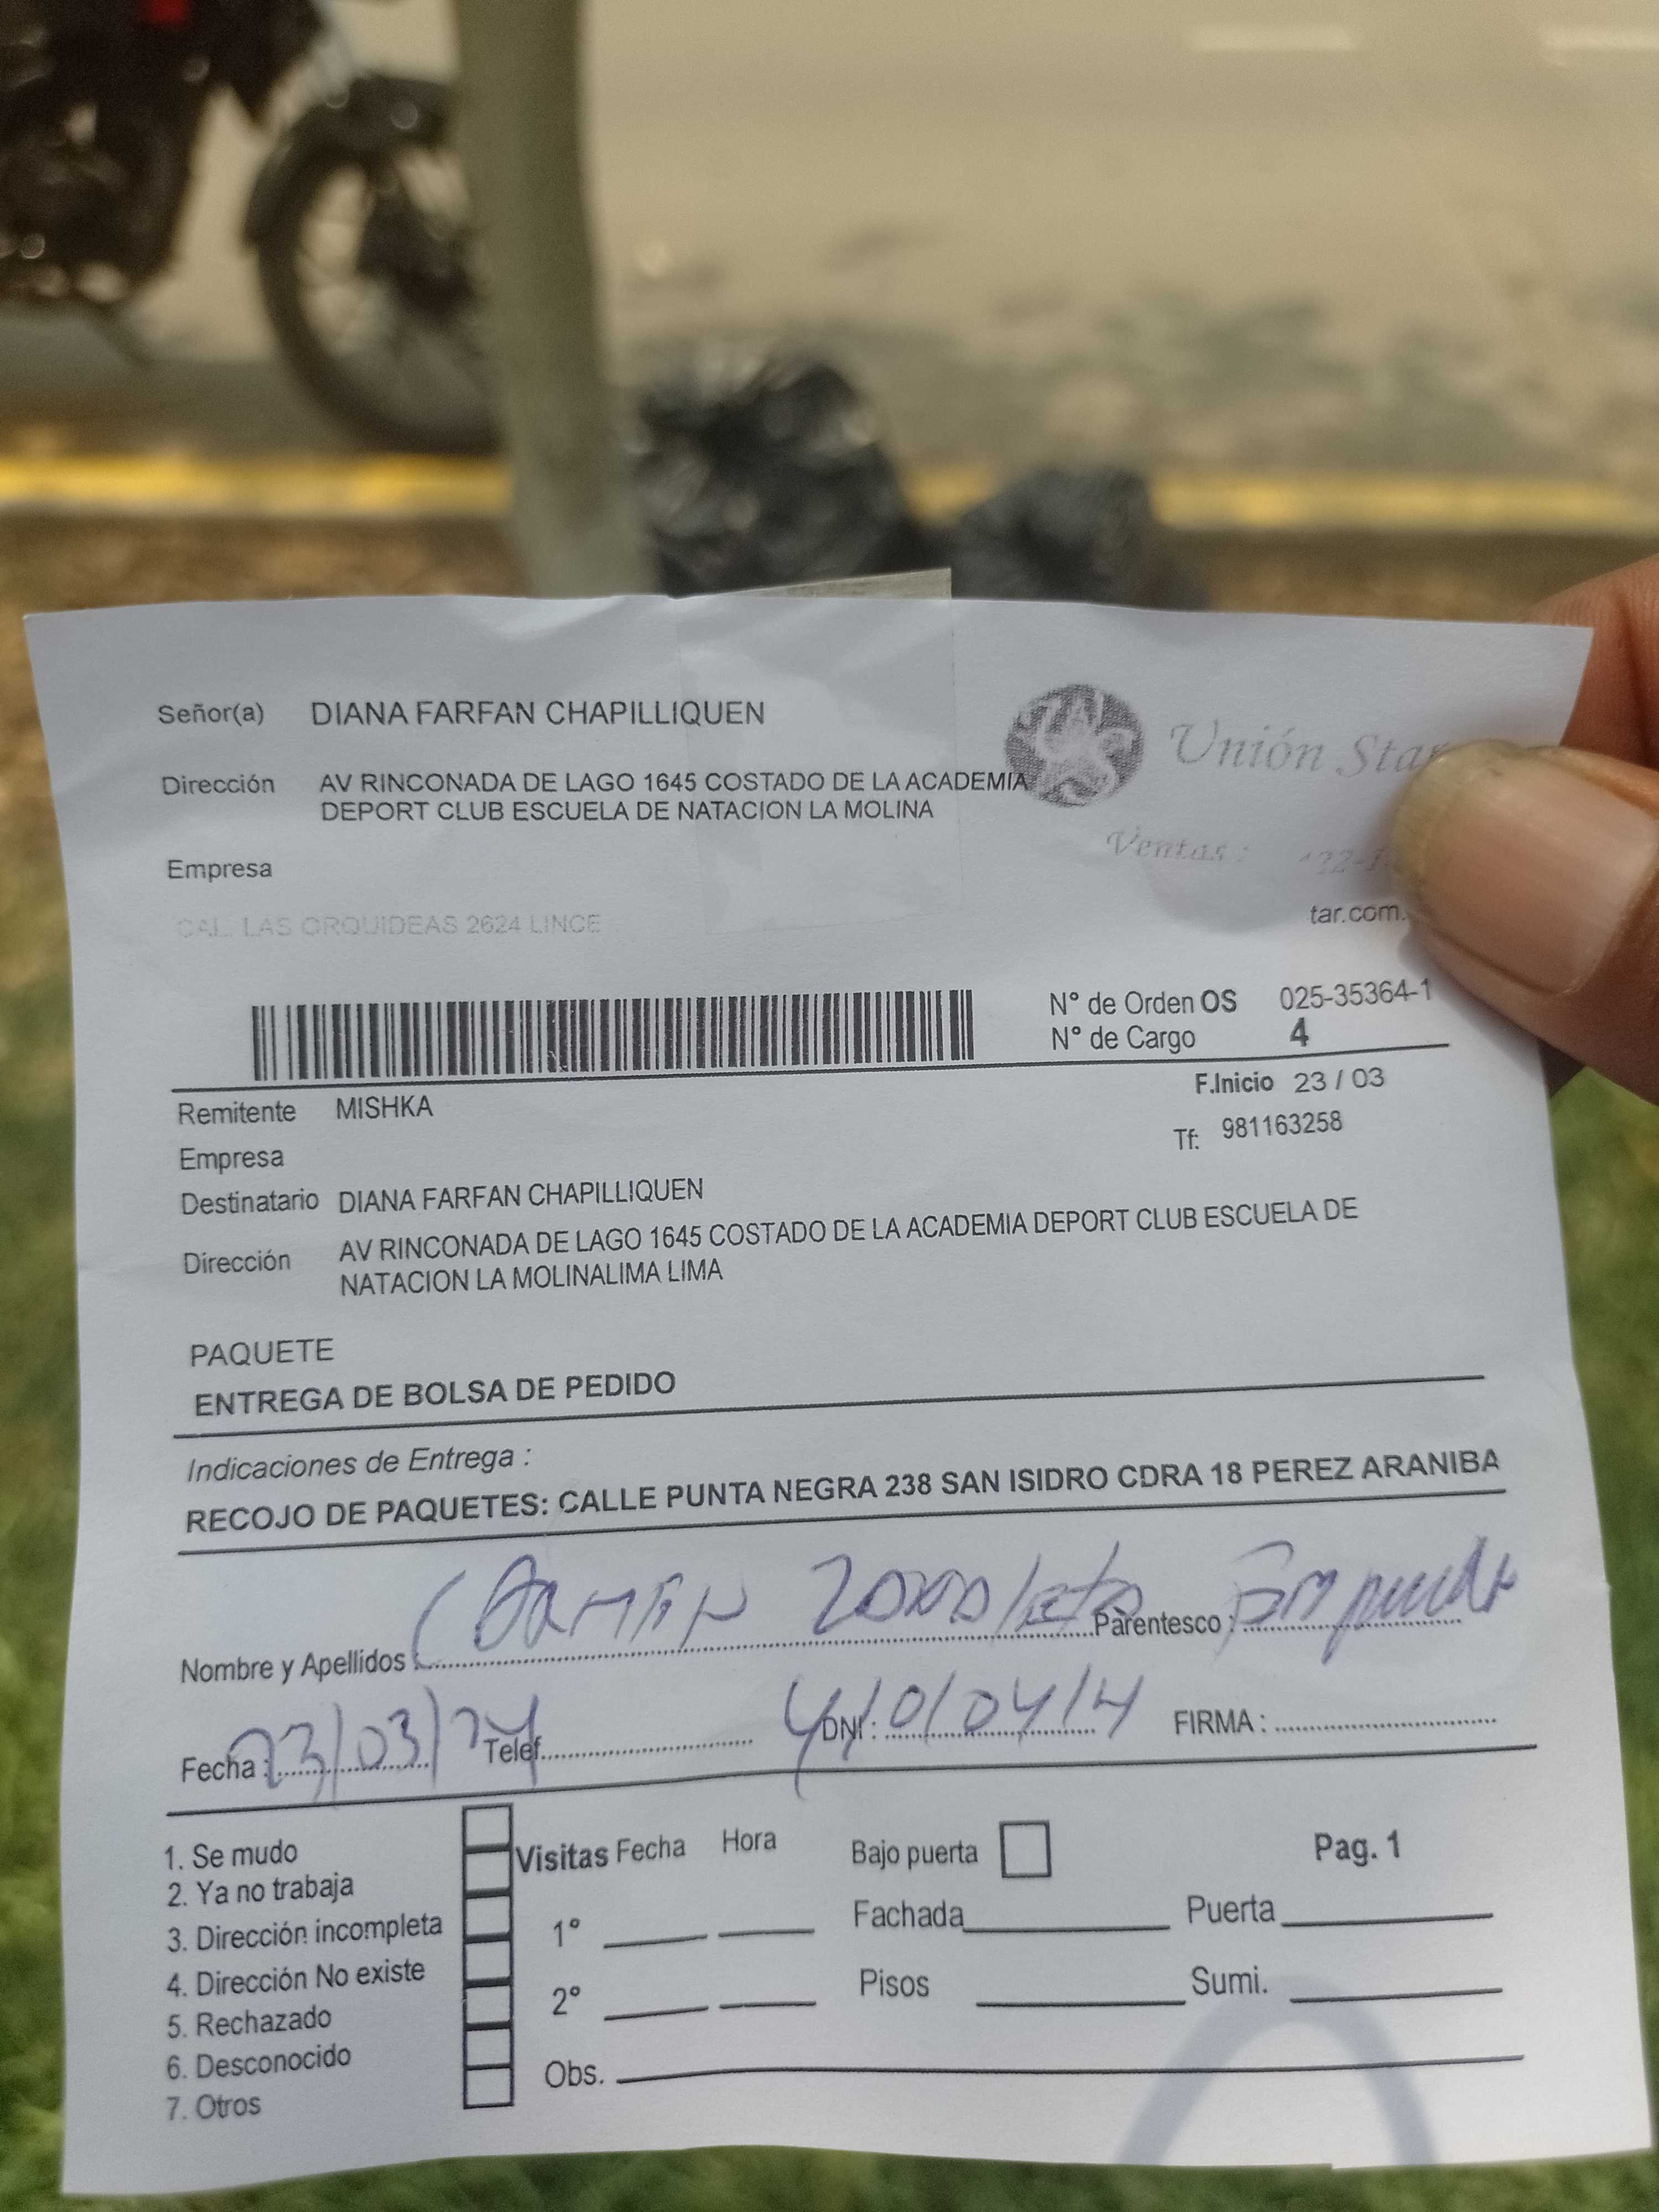 Señor(a) DIANA FARFAN CHAPILLIQUEN
Unión Star
Dirección AV RINCONADA DE LAGO 1645 COSTADO DE LA ACADEMIA
DEPORT CLUB ESCUELA DE NATACION LA MOLINA
Ventas :
Empresa
tar.com.
CAL. LAS ORQUIDEAS 2624 LINCE
N° de Orden OS 025-35364-1
N° de Cargo 4
F.Inicio 23 / 03
Remitente MISHKA
Tf: 981163258
Empresa
Destinatario DIANA FARFAN CHAPILLIQUEN
Dirección AV RINCONADA DE LAGO 1645 COSTADO DE LA ACADEMIA DEPORT CLUB ESCUELA DE
NATACION LA MOLINALIMA LIMA
PAQUETE
ENTREGA DE BOLSA DE PEDIDO
Indicaciones de Entrega :
RECOJO DE PAQUETES: CALLE PUNTA NEGRA 238 SAN ISIDRO CDRA 18 PEREZ ARANIBA
Nombre y Apellidos Parentesco :
Fecha : 23/03/24 Telef. DNI : FIRMA :
1. Se mudo
2. Ya no trabaja
3. Dirección incompleta
4. Dirección No existe
5. Rechazado
6. Desconocido
7. Otros
Visitas Fecha Hora Bajo puerta Pag. 1
1° Fachada Puerta
2° Pisos Sumi.
Obs.